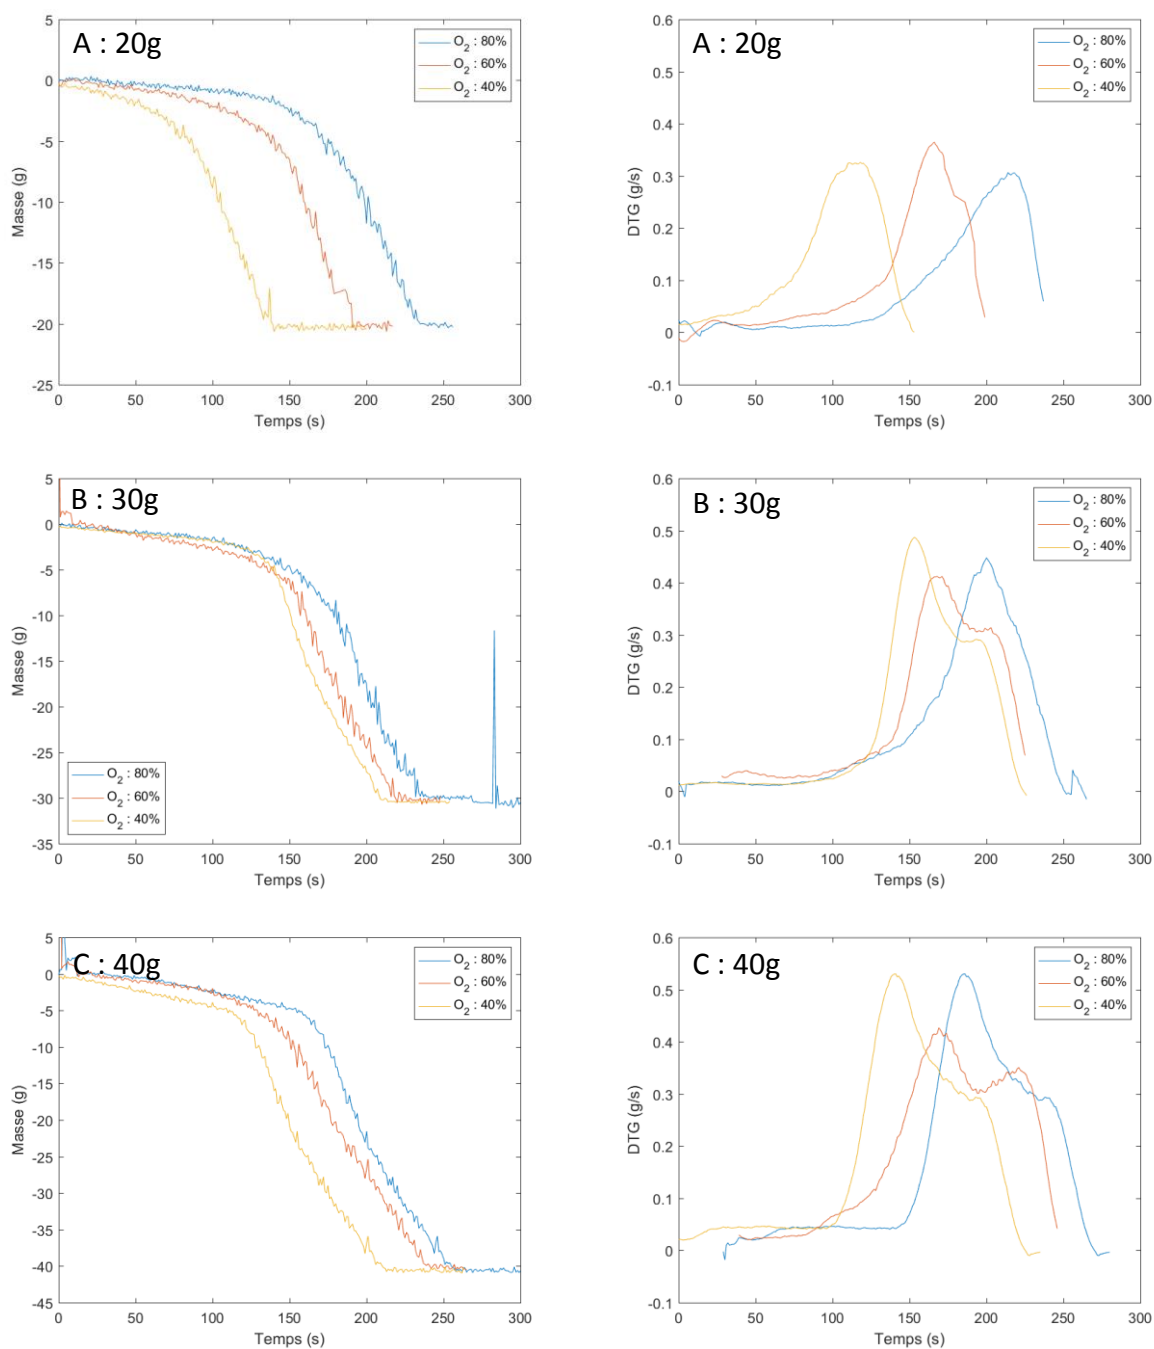 A : 20g
O2 : 80%
O2 : 60%
O2 : 40%
5
0
-5
-10
-15
-20
-25
Masse (g)
0 50 100 150 200 250 300
Temps (s)
A : 20g
O2 : 80%
O2 : 60%
O2 : 40%
0.6
0.5
0.4
0.3
0.2
0.1
0
-0.1
DTG (g/s)
0 50 100 150 200 250 300
Temps (s)
B : 30g
5
0
-5
-10
-15
-20
-25
-30
-35
Masse (g)
O2 : 80%
O2 : 60%
O2 : 40%
0 50 100 150 200 250 300
Temps (s)
B : 30g
O2 : 80%
O2 : 60%
O2 : 40%
0.6
0.5
0.4
0.3
0.2
0.1
0
-0.1
DTG (g/s)
0 50 100 150 200 250 300
Temps (s)
C : 40g
O2 : 80%
O2 : 60%
O2 : 40%
5
0
-5
-10
-15
-20
-25
-30
-35
-40
-45
Masse (g)
0 50 100 150 200 250 300
Temps (s)
C : 40g
O2 : 80%
O2 : 60%
O2 : 40%
0.6
0.5
0.4
0.3
0.2
0.1
0
-0.1
DTG (g/s)
0 50 100 150 200 250 300
Temps (s)